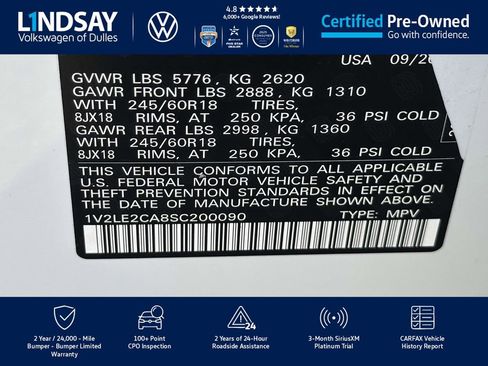 LINDSAY
Volkswagen of Dulles
4.8 ★★★★★
6,000+ Google Reviews!
Certified Pre-Owned
Go with confidence.
USA 09/20
GVWR LBS 5776, KG 2620
GAWR FRONT LBS 2888, KG 1310
WITH 245/60R18 TIRES,
8JX18 RIMS, AT 250 KPA, 36 PSI COLD
GAWR REAR LBS 2998, KG 1360
WITH 245/60R18 TIRES,
8JX18 RIMS, AT 250 KPA, 36 PSI COLD
THIS VEHICLE CONFORMS TO ALL APPLICABLE
U.S. FEDERAL MOTOR VEHICLE SAFETY AND
THEFT PREVENTION STANDARDS IN EFFECT ON
THE DATE OF MANUFACTURE SHOWN ABOVE.
1V2LE2CA8SC200090 TYPE: MPV
2 Year / 24,000 - Mile
Bumper - Bumper Limited
Warranty
100+ Point
CPO Inspection
24
2 Years of 24-Hour
Roadside Assistance
3-Month SiriusXM
Platinum Trial
CARFAX Vehicle
History Report